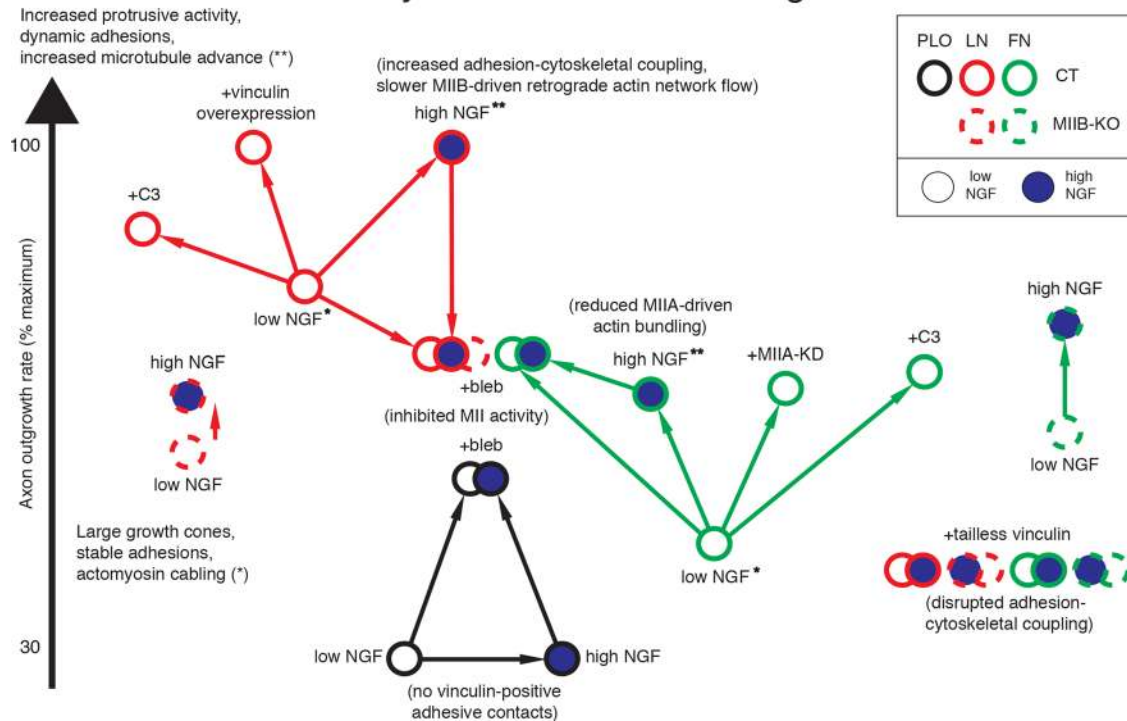 Increased protrusive activity,
dynamic adhesions,
increased microtubule advance (**)
PLO LN FN
CT
MIIB-KO
low
NGF
high
NGF
Axon outgrowth rate (% maximum)
100
30
+vinculin
overexpression
(increased adhesion-cytoskeletal coupling,
slower MIIB-driven retrograde actin network flow)
high NGF**
+C3
low NGF*
(reduced MIIA-driven
actin bundling)
high NGF**
+MIIA-KD
+C3
high NGF
low NGF
high NGF
low NGF
+bleb
(inhibited MII activity)
+bleb
Large growth cones,
stable adhesions,
actomyosin cabling (*)
low NGF*
+tailless vinculin
(disrupted adhesion-
cytoskeletal coupling)
low NGF
high NGF
(no vinculin-positive
adhesive contacts)